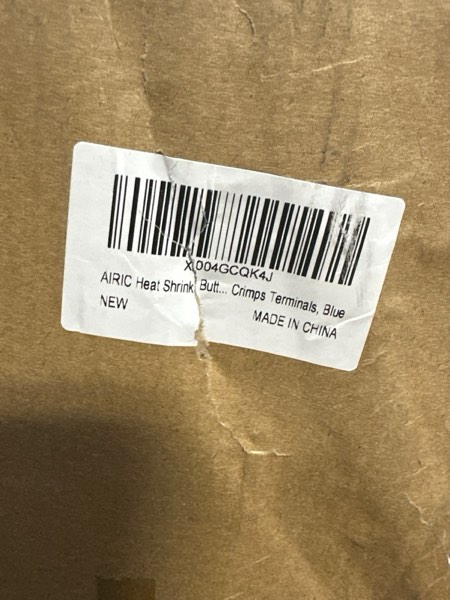 X004GCQK4J
AIRIC Heat Shrink Butt... Crimps Terminals, Blue
NEW
MADE IN CHINA